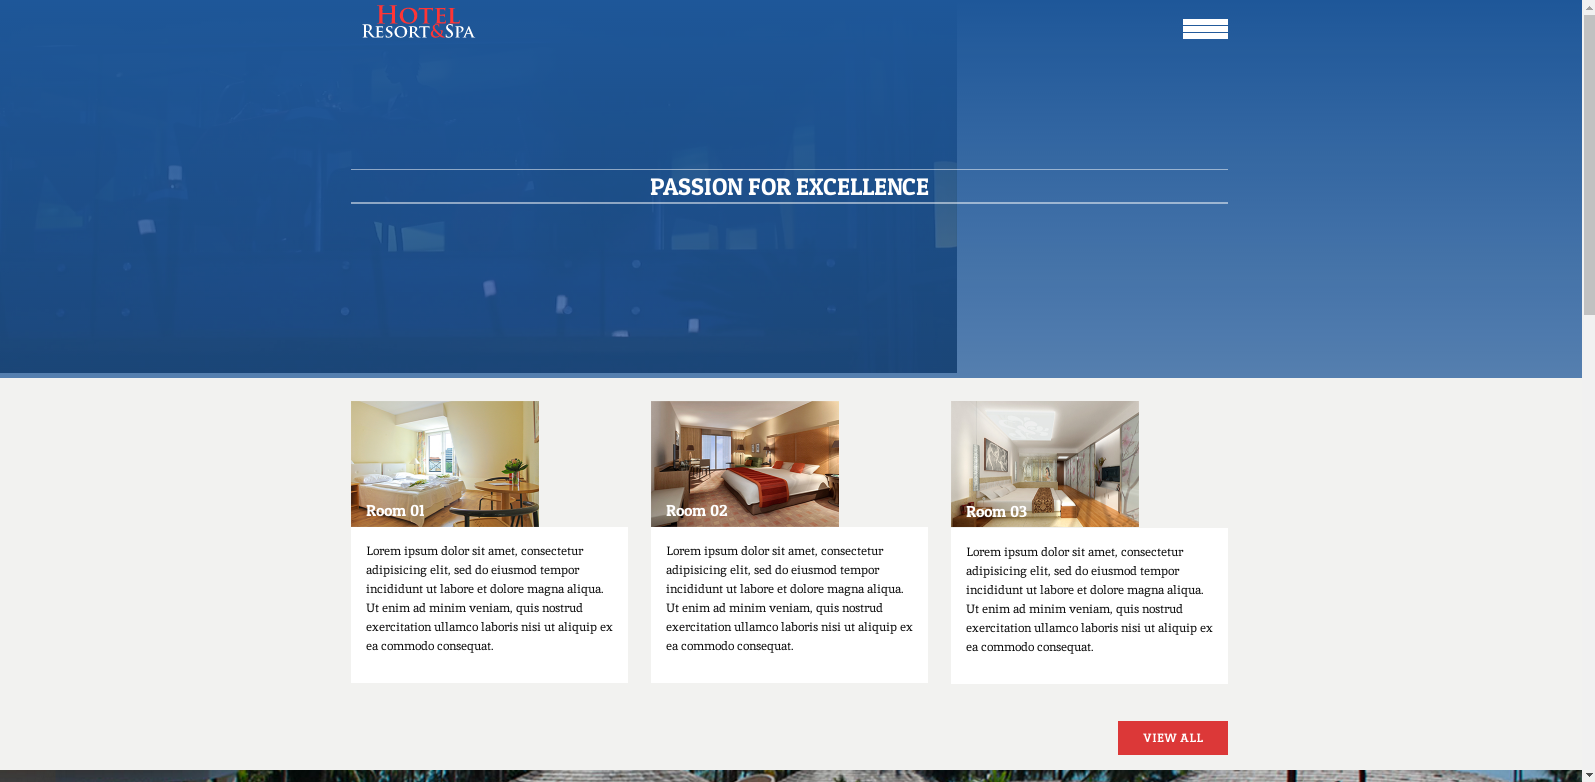 HOTEL
RESORT&SPA
PASSION FOR EXCELLENCE
Room 01
Lorem ipsum dolor sit amet, consectetur
adipisicing elit, sed do eiusmod tempor
incididunt ut labore et dolore magna aliqua.
Ut enim ad minim veniam, quis nostrud
exercitation ullamco laboris nisi ut aliquip ex
ea commodo consequat.
Room 02
Lorem ipsum dolor sit amet, consectetur
adipisicing elit, sed do eiusmod tempor
incididunt ut labore et dolore magna aliqua.
Ut enim ad minim veniam, quis nostrud
exercitation ullamco laboris nisi ut aliquip ex
ea commodo consequat.
Room 03
Lorem ipsum dolor sit amet, consectetur
adipisicing elit, sed do eiusmod tempor
incididunt ut labore et dolore magna aliqua.
Ut enim ad minim veniam, quis nostrud
exercitation ullamco laboris nisi ut aliquip ex
ea commodo consequat.
VIEW ALL